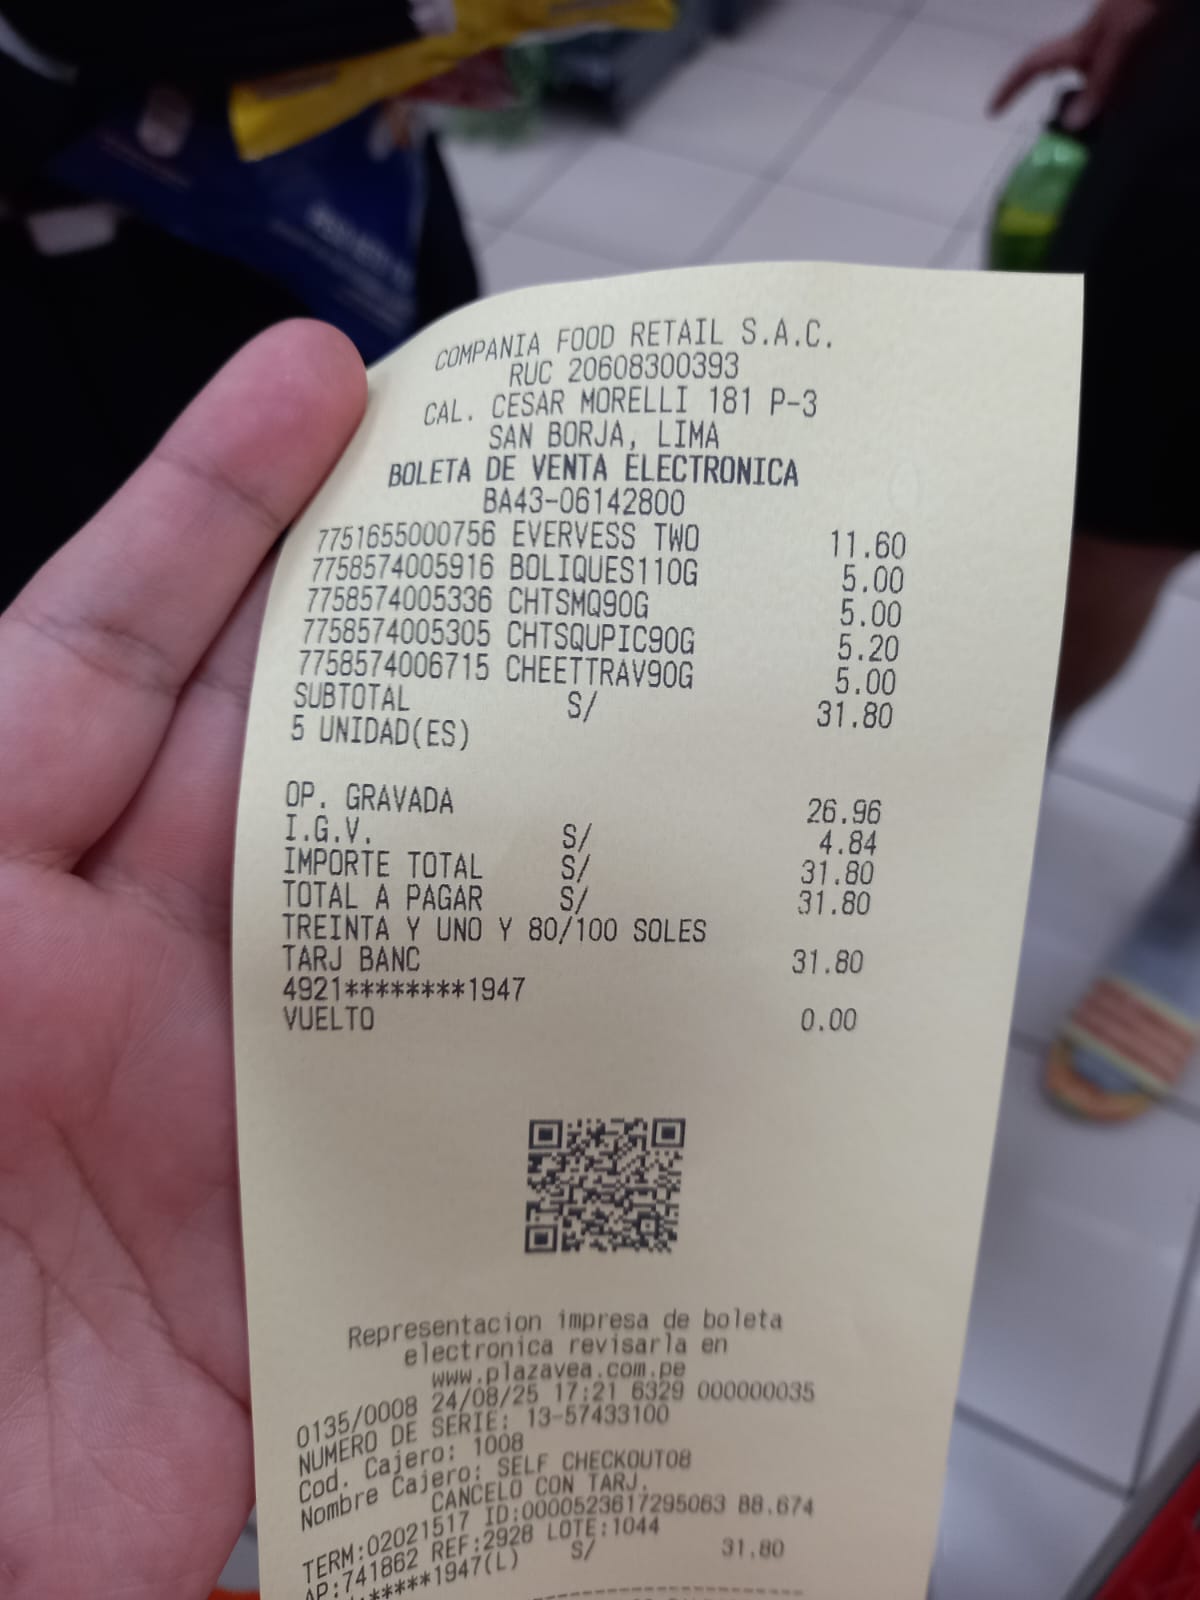 COMPANIA FOOD RETAIL S.A.C.
RUC 20608300393
CAL. CESAR MORELLI 181 P-3
SAN BORJA, LIMA
BOLETA DE VENTA ELECTRONICA
BA43-06142800
7751655000756 EVERVESS TWO 11.60
7758574005916 BOLIQUES110G 5.00
7758574005336 CHTSMQ90G 5.00
7758574005305 CHTSQUPIC90G 5.20
7758574006715 CHEETTRAV90G 5.00
SUBTOTAL S/ 31.80
5 UNIDAD(ES)
OP. GRAVADA 26.96
I.G.V. S/ 4.84
IMPORTE TOTAL S/ 31.80
TOTAL A PAGAR S/ 31.80
TREINTA Y UNO Y 80/100 SOLES
TARJ BANC 31.80
4921********1947
VUELTO 0.00
Representacion impresa de boleta
electronica revisarla en
www.plazavea.com.pe
0135/0008 24/08/25 17:21 6329 000000035
NUMERO DE SERIE: 13-57433100
Cod. Cajero: 1008
Nombre Cajero: SELF CHECKOUT08
CANCELO CON TARJ.
TERM:02021517 ID:0000523617295063 88.674
AP:741862 REF:2928 LOTE:1044
*****1947(L) S/ 31.80